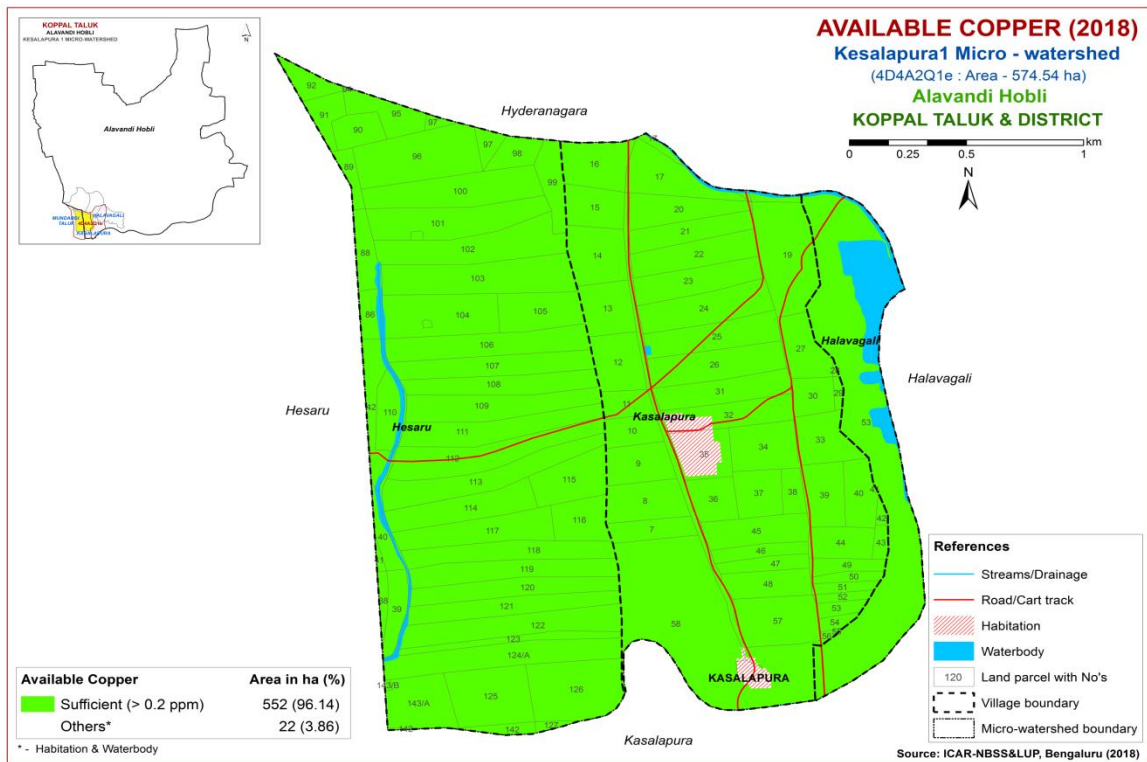 KOPPAL TALUK
ALAVANDI HOBLI
KESALAPURA 1 MICRO-WATERSHED
N
Alavandi Hobli
HALAVAGALI
TALUK
AVAILABLE COPPER (2018)
Kesalapura1 Micro - watershed
(4D4A2Q1e : Area - 574.54 ha)
Alavandi Hobli
KOPPAL TALUK & DISTRICT
km
0 0.25 0.5 1
N
Hyderanagara
92
91
90
95
97
96
97
98
99
89
100
101
102
88
103
86
104
105
106
107
108
109
110
42
111
112
113
114
115
116
117
118
119
120
121
122
123
124/A
125
126
127
143/B
143/A
142
142
40
38
39
16
17
15
20
21
14
22
19
23
13
24
25
12
26
27
11
31
32
30
10
9
35
34
33
53
8
36
37
38
39
40
7
45
44
42
43
46
47
48
49
50
51
52
53
54
56
57
58
Hesaru
Hesaru
Kasalapura
Halavagali
Halavagali
KASALAPURA
Kasalapura
Available Copper Area in ha (%)
Sufficient (> 0.2 ppm) 552 (96.14)
Others* 22 (3.86)
* - Habitation & Waterbody
References
Streams/Drainage
Road/Cart track
Habitation
Waterbody
120 Land parcel with No's
Village boundary
Micro-watershed boundary
Source: ICAR-NBSS&LUP, Bengaluru (2018)